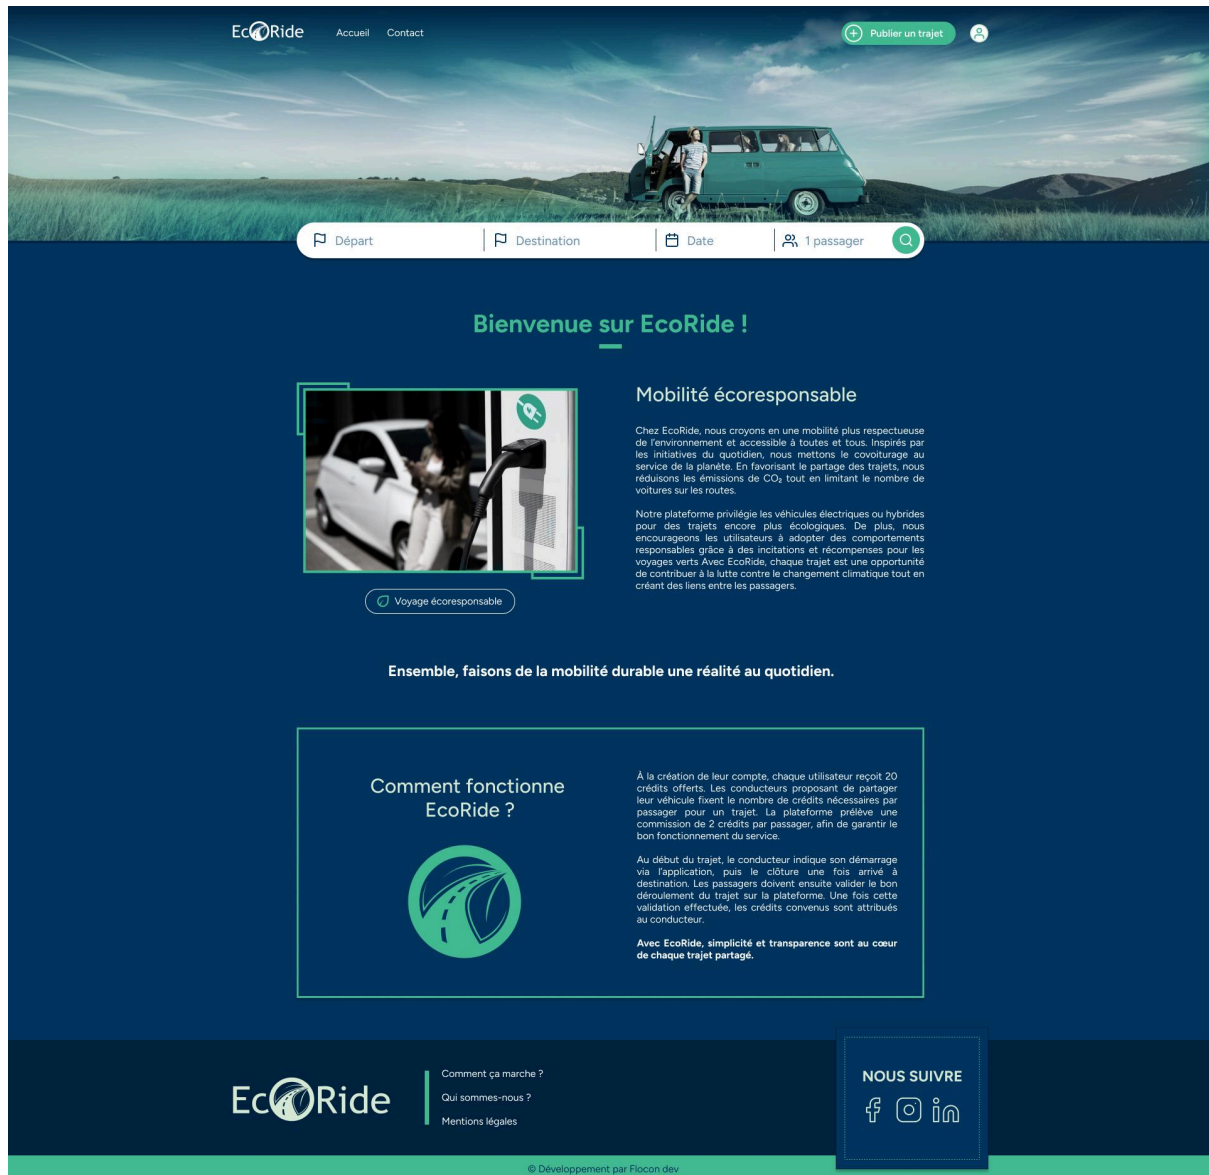 EcoRide
Accueil Contact
Publier un trajet
Départ
Destination
Date
1 passager
Bienvenue sur EcoRide !
Mobilité écoresponsable
Chez EcoRide, nous croyons en une mobilité plus respectueuse
de l'environnement et accessible à toutes et tous. Inspirés par
les initiatives du quotidien, nous mettons le covoiturage au
service de la planète. En favorisant le partage des trajets, nous
réduisons les émissions de CO₂ tout en limitant le nombre de
voitures sur les routes.
Notre plateforme privilégie les véhicules électriques ou hybrides
pour des trajets encore plus écologiques. De plus, nous
encourageons les utilisateurs à adopter des comportements
responsables grâce à des incitations et récompenses pour les
voyages verts Avec EcoRide, chaque trajet est une opportunité
de contribuer à la lutte contre le changement climatique tout en
créant des liens entre les passagers.
Voyage écoresponsable
Ensemble, faisons de la mobilité durable une réalité au quotidien.
Comment fonctionne
EcoRide ?
À la création de leur compte, chaque utilisateur reçoit 20
crédits offerts. Les conducteurs proposant de partager
leur véhicule fixent le nombre de crédits nécessaires par
passager pour un trajet. La plateforme prélève une
commission de 2 crédits par passager, afin de garantir le
bon fonctionnement du service.
Au début du trajet, le conducteur indique son démarrage
via l'application, puis le clôture une fois arrivé à
destination. Les passagers doivent ensuite valider le bon
déroulement du trajet sur la plateforme. Une fois cette
validation effectuée, les crédits convenus sont attribués
au conducteur.
Avec EcoRide, simplicité et transparence sont au cœur
de chaque trajet partagé.
EcoRide
Comment ça marche ?
Qui sommes-nous ?
Mentions légales
NOUS SUIVRE
© Développement par Flocon dev